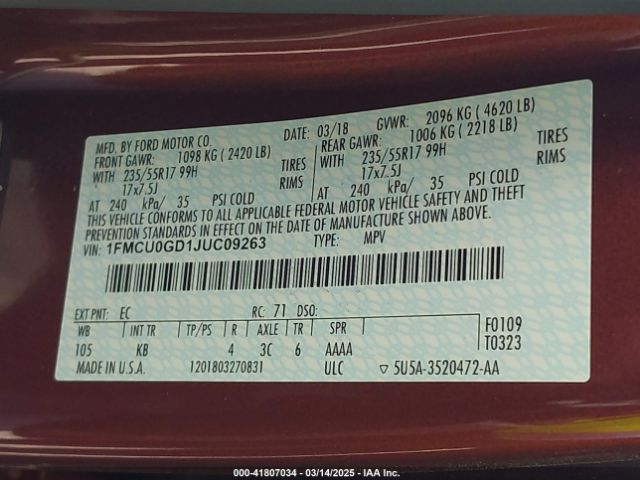 MFD. BY FORD MOTOR CO. DATE: 03/18 GVWR: 2096 KG (4620 LB)
FRONT GAWR: 1098 KG (2420 LB) REAR GAWR: 1006 KG (2218 LB)
WITH 235/55R17 99H TIRES WITH 235/55R17 99H TIRES
17x7.5J RIMS 17x7.5J RIMS
AT 240 kPa/ 35 PSI COLD AT 240 kPa/ 35 PSI COLD
THIS VEHICLE CONFORMS TO ALL APPLICABLE FEDERAL MOTOR VEHICLE SAFETY AND THEFT
PREVENTION STANDARDS IN EFFECT ON THE DATE OF MANUFACTURE SHOWN ABOVE.
VIN: 1FMCU0GD1JUC09263 TYPE: MPV
EXT PNT: EC RC: 71 DSO:
WB INT TR TP/PS R AXLE TR SPR F0109
105 KB 4 3C 6 AAAA T0323
MADE IN U.S.A. 1201803270831 ULC ▽ 5U5A-3520472-AA
000-41807034 - 03/14/2025 - IAA Inc.